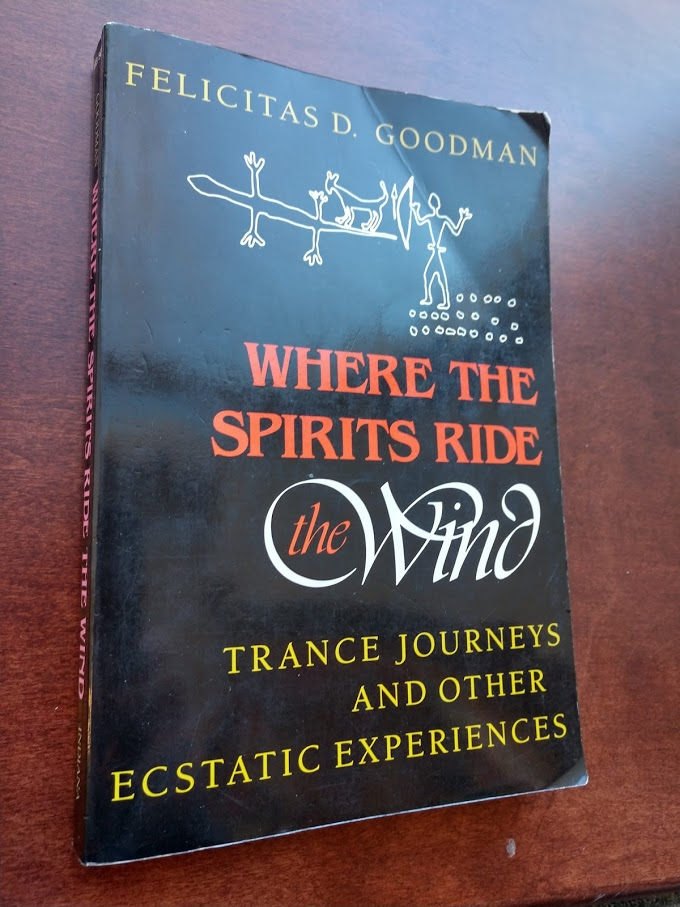 FELICITAS D. GOODMAN
WHERE THE
SPIRITS RIDE
the Wind
TRANCE JOURNEYS
AND OTHER
ECSTATIC EXPERIENCES
WHERE THE SPIRITS RIDE THE WIND
INDIANA